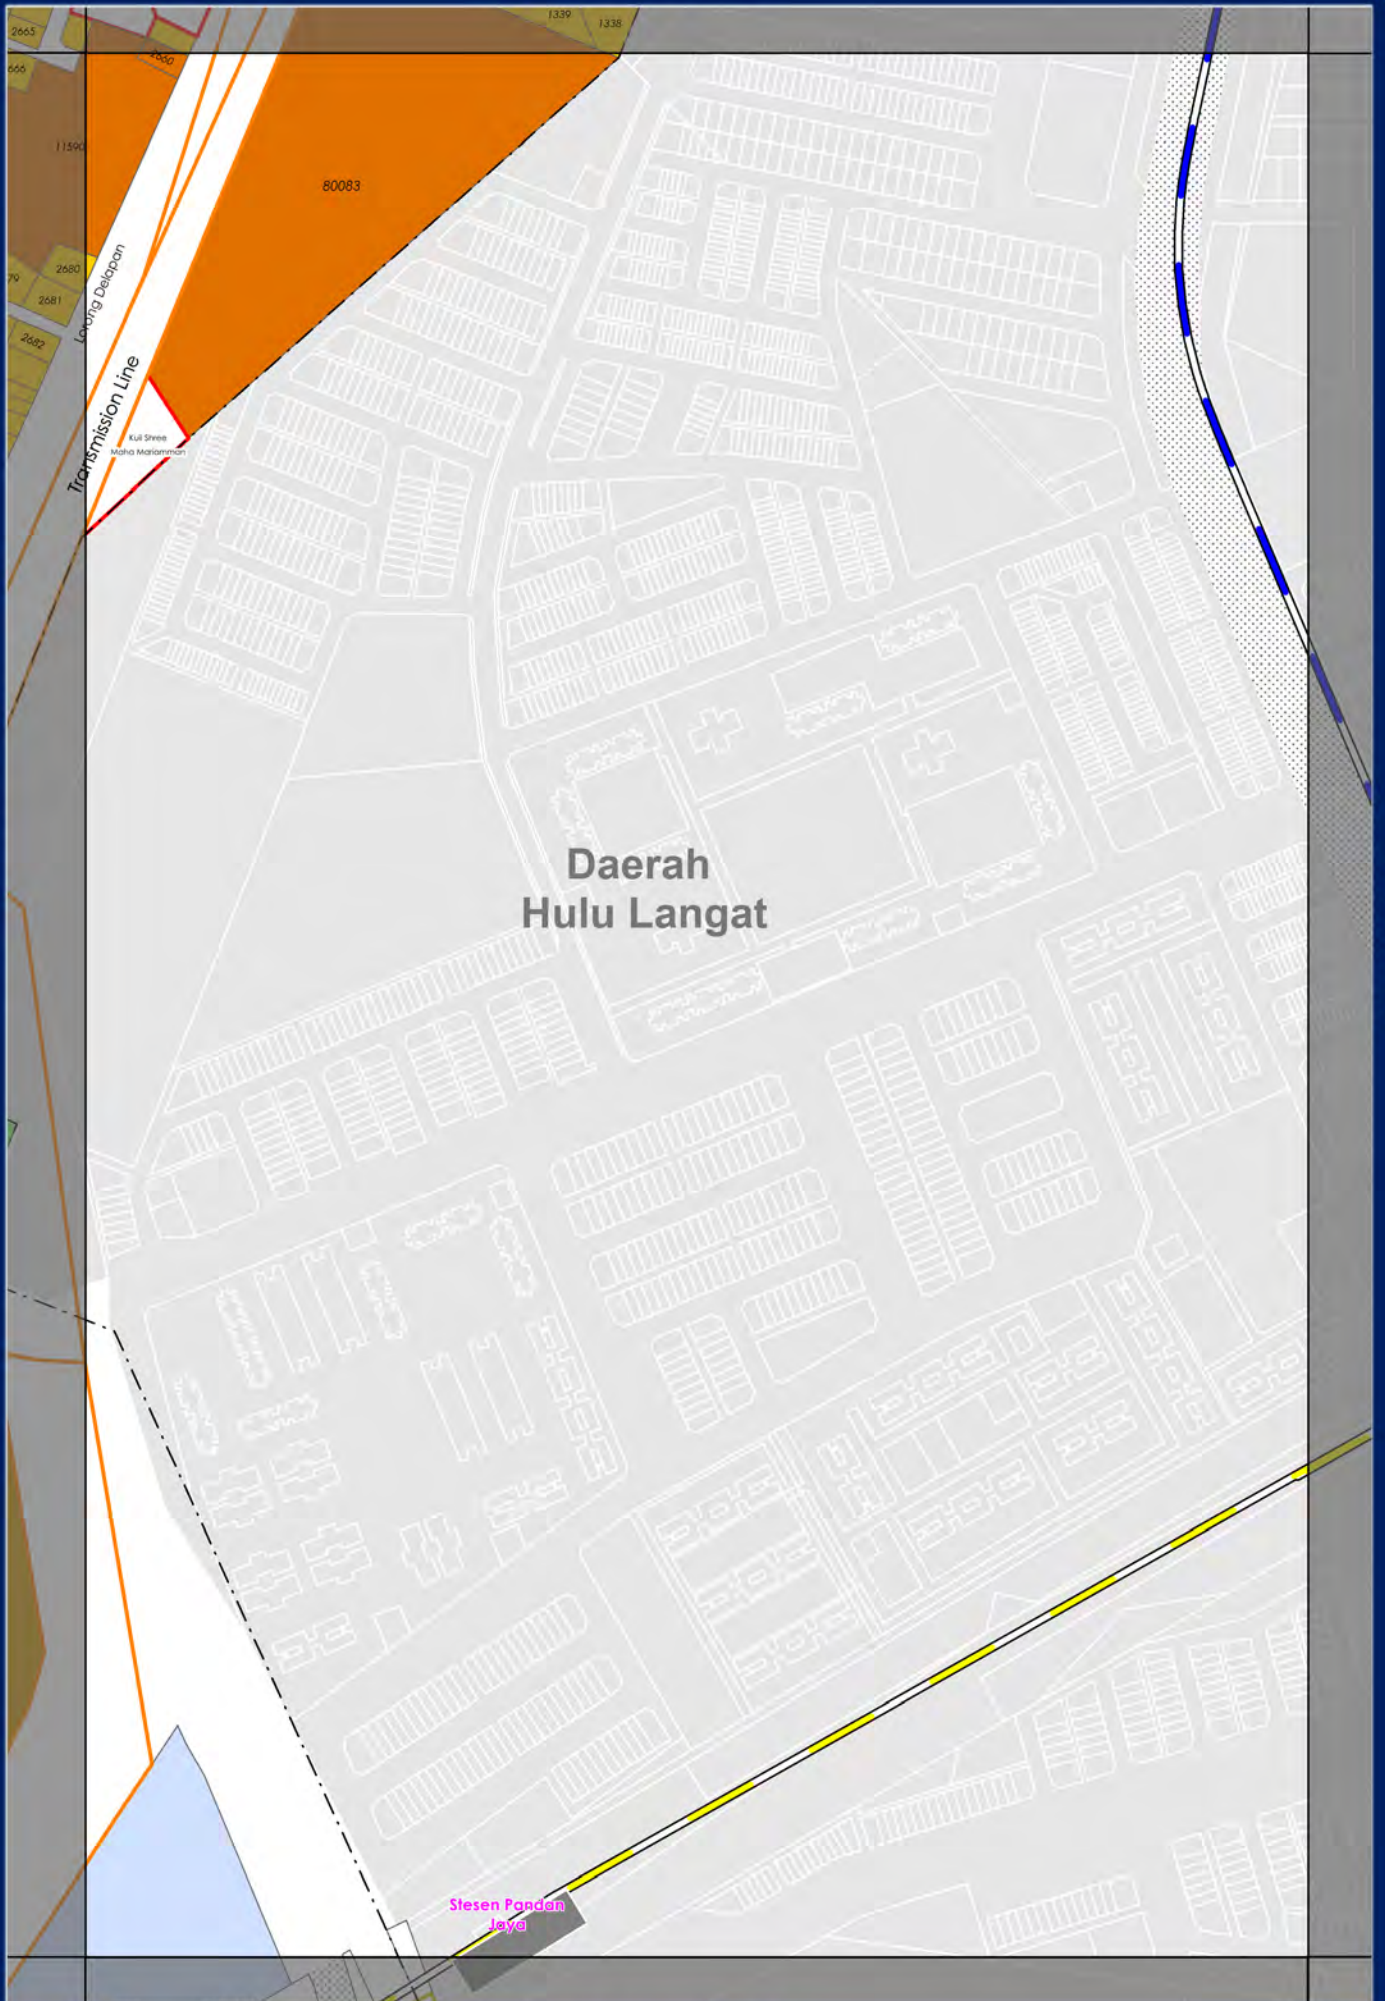 1339
1338
2665
2660
666
11590
80083
2680
79
2681
Lorong Delapan
2682
Transmission Line
Kuil Shree
Maha Mariamman
Daerah
Hulu Langat
Stesen Pandan
Jaya